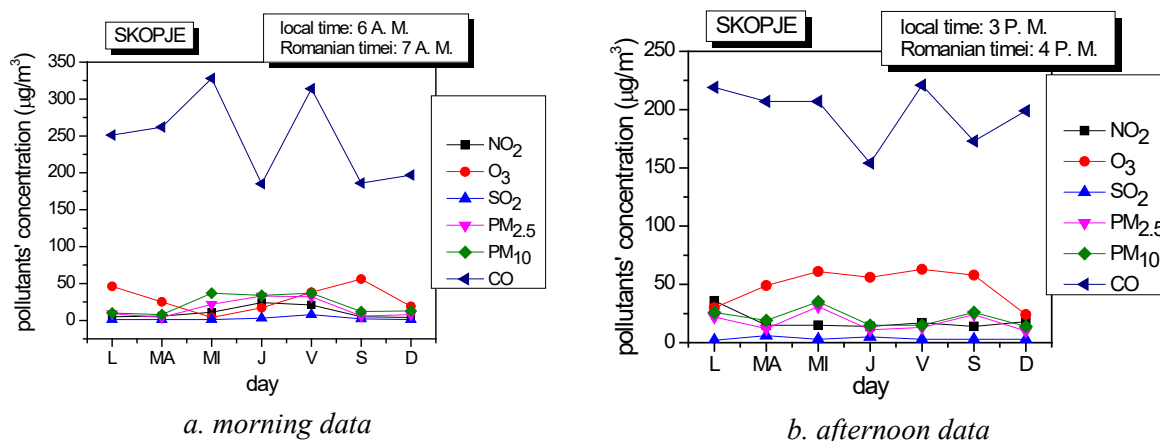 SKOPJE
local time: 6 A. M.
Romanian timei: 7 A. M.
pollutants' concentration (μg/m³)
350
300
250
200
150
100
50
0
L MA MI J V S D
day
NO₂
O₃
SO₂
PM₂.₅
PM₁₀
CO
a. morning data
SKOPJE
local time: 3 P. M.
Romanian timei: 4 P. M.
pollutants' concentration (μg/m³)
250
200
150
100
50
0
L MA MI J V S D
day
NO₂
O₃
SO₂
PM₂.₅
PM₁₀
CO
b. afternoon data